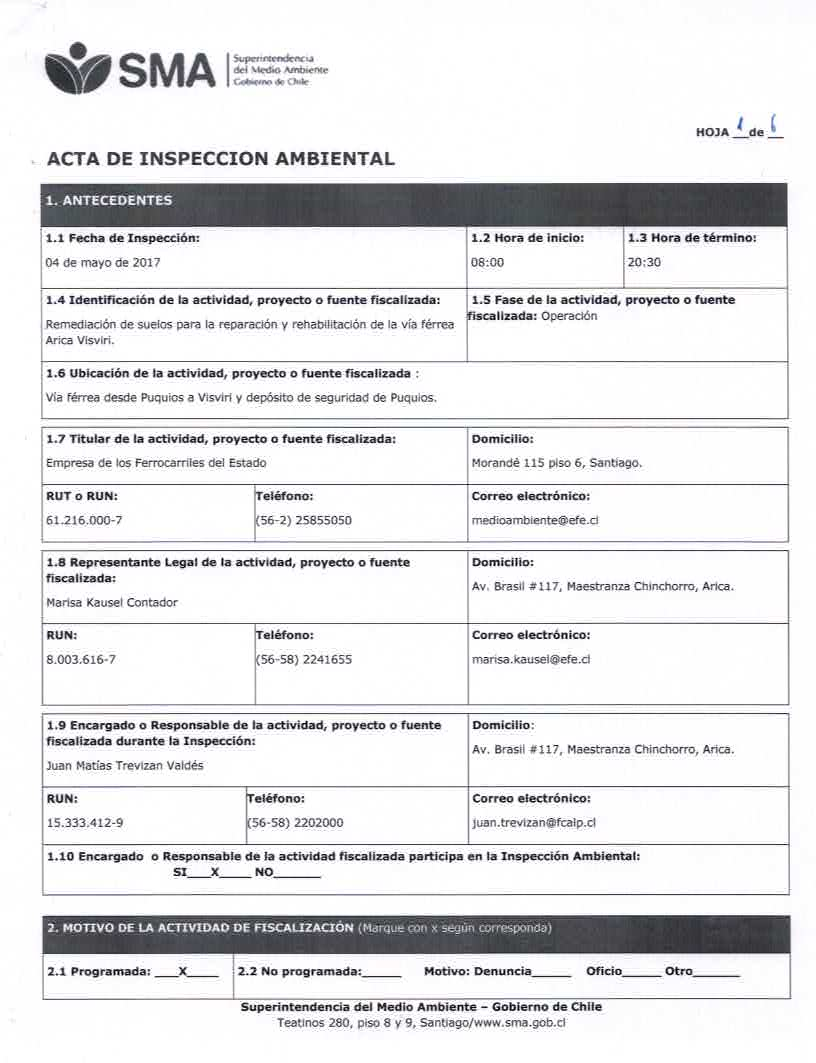 SMA
Superintendencia
del Medio Ambiente
Gobierno de Chile
HOJA 1 de 6
ACTA DE INSPECCION AMBIENTAL
1. ANTECEDENTES
1.1 Fecha de Inspección:
04 de mayo de 2017
1.2 Hora de inicio:
08:00
1.3 Hora de término:
20:30
1.4 Identificación de la actividad, proyecto o fuente fiscalizada:
Remediación de suelos para la reparación y rehabilitación de la vía férrea
Arica Visviri.
1.5 Fase de la actividad, proyecto o fuente
fiscalizada: Operación
1.6 Ubicación de la actividad, proyecto o fuente fiscalizada :
Vía férrea desde Puquios a Visviri y depósito de seguridad de Puquios.
1.7 Titular de la actividad, proyecto o fuente fiscalizada:
Empresa de los Ferrocarriles del Estado
Domicilio:
Morandé 115 piso 6, Santiago.
RUT o RUN:
61.216.000-7
Teléfono:
(56-2) 25855050
Correo electrónico:
medioambiente@efe.cl
1.8 Representante Legal de la actividad, proyecto o fuente
fiscalizada:
Marisa Kausel Contador
Domicilio:
Av. Brasil #117, Maestranza Chinchorro, Arica.
RUN:
8.003.616-7
Teléfono:
(56-58) 2241655
Correo electrónico:
marisa.kausel@efe.cl
1.9 Encargado o Responsable de la actividad, proyecto o fuente
fiscalizada durante la Inspección:
Juan Matías Trevizan Valdés
Domicilio:
Av. Brasil #117, Maestranza Chinchorro, Arica.
RUN:
15.333.412-9
Teléfono:
(56-58) 2202000
Correo electrónico:
juan.trevizan@fcalp.cl
1.10 Encargado o Responsable de la actividad fiscalizada participa en la Inspección Ambiental:
SI___X____ NO______
2. MOTIVO DE LA ACTIVIDAD DE FISCALIZACIÓN (Marque con x según corresponda)
2.1 Programada: ___X____
2.2 No programada:_____ Motivo: Denuncia_____ Oficio_____ Otro______
Superintendencia del Medio Ambiente – Gobierno de Chile
Teatinos 280, piso 8 y 9, Santiago/www.sma.gob.cl